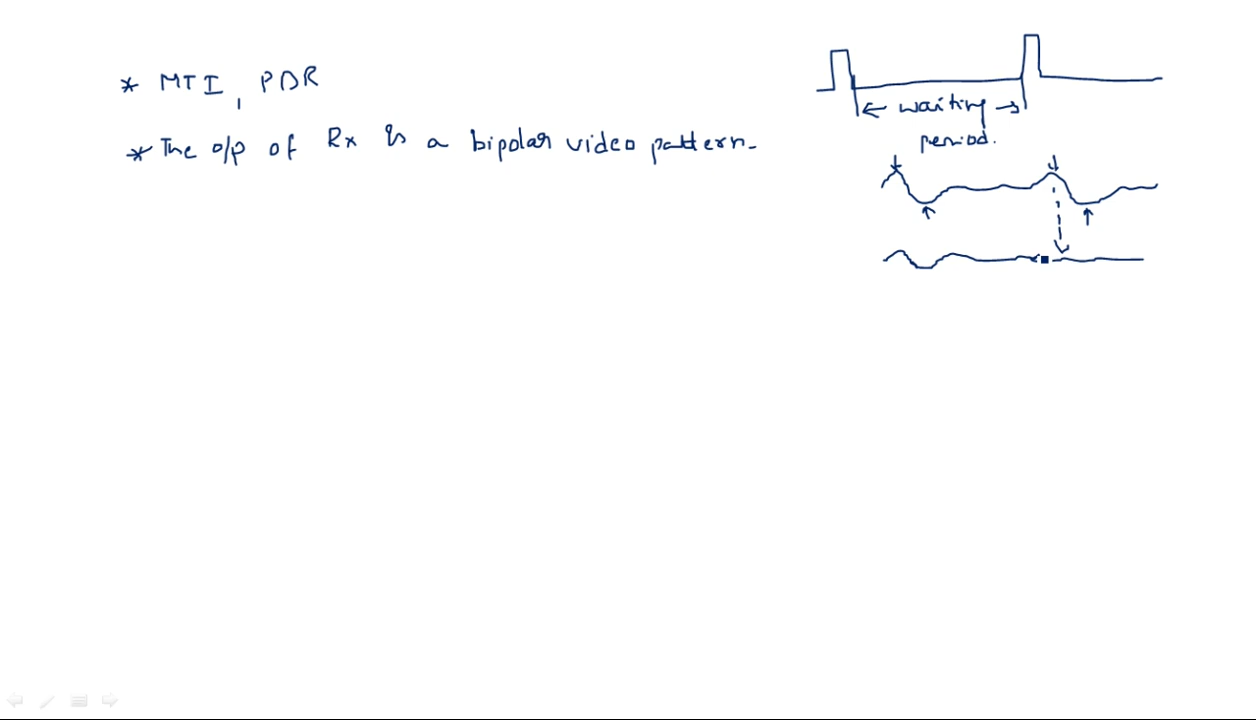 * MTI, PDR
* The o/p of Rx is a bipolar video pattern.
waiting
period.